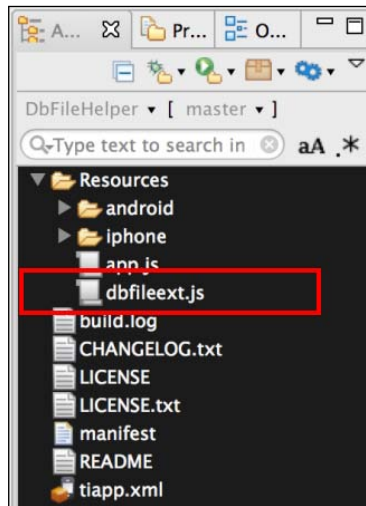 A... Pr... O...
DbFileHelper [ master ]
Type text to search in aA .*
Resources
android
iphone
app.js
dbfileext.js
build.log
CHANGELOG.txt
LICENSE
LICENSE.txt
manifest
README
tiapp.xml